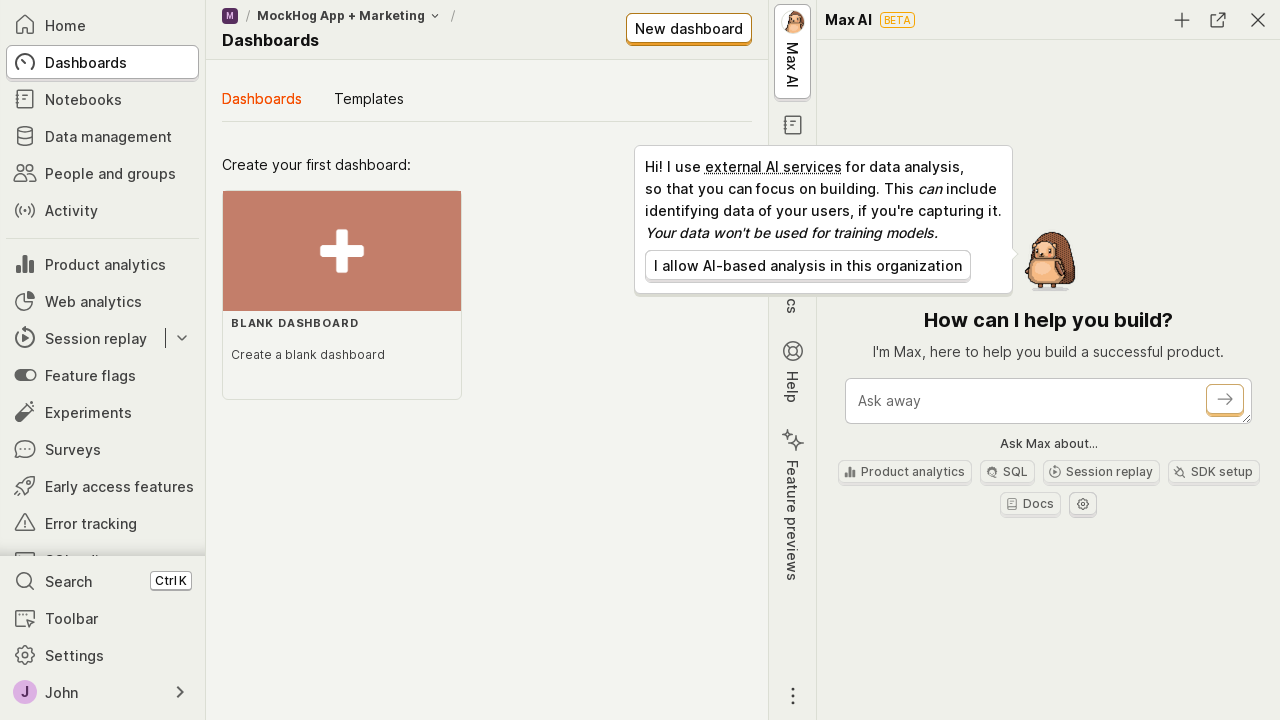 Home
Dashboards
Notebooks
Data management
People and groups
Activity
Product analytics
Web analytics
Session replay
Feature flags
Experiments
Surveys
Early access features
Error tracking
Search
Ctrl K
Toolbar
Settings
J
John
M
/
MockHog App + Marketing
/
Dashboards
New dashboard
Dashboards
Templates
Create your first dashboard:
BLANK DASHBOARD
Create a blank dashboard
Max AI
Hi! I use external AI services for data analysis,
so that you can focus on building. This can include
identifying data of your users, if you're capturing it.
Your data won't be used for training models.
I allow AI-based analysis in this organization
cs
Help
Feature previews
Max AI
BETA
How can I help you build?
I'm Max, here to help you build a successful product.
Ask away
Ask Max about...
Product analytics
SQL
Session replay
SDK setup
Docs